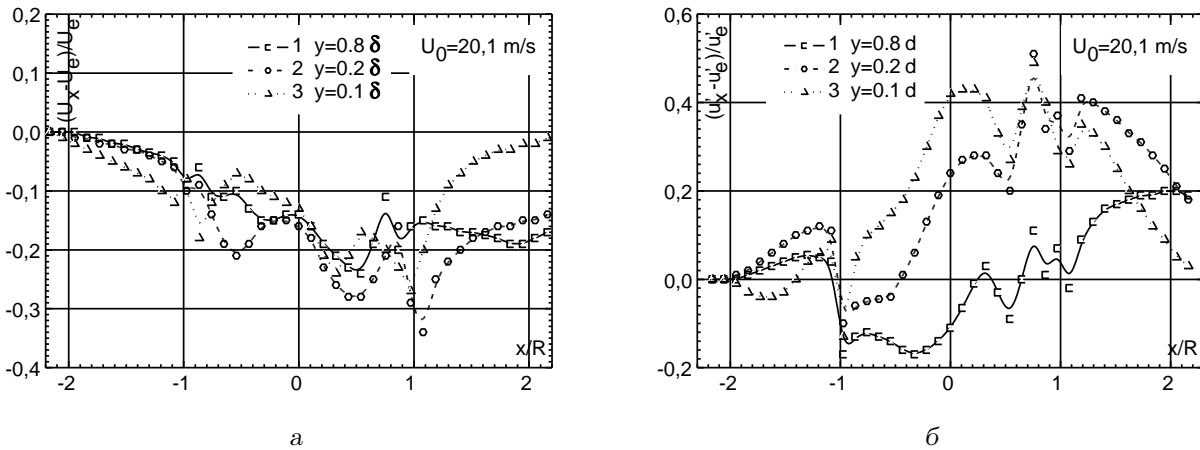 0,2
0,1
0,0
-0,1
-0,2
-0,3
-0,4
(U_x-U_e)/U_e
1 y=0.8 δ
2 y=0.2 δ
3 y=0.1 δ
U_0=20,1 m/s
x/R
-2 -1 0 1 2
а
0,6
0,4
0,2
0,0
-0,2
(u'_x-u'_e)/u'_e
1 y=0.8 d
2 y=0.2 d
3 y=0.1 d
U_0=20,1 m/s
x/R
-2 -1 0 1 2
б